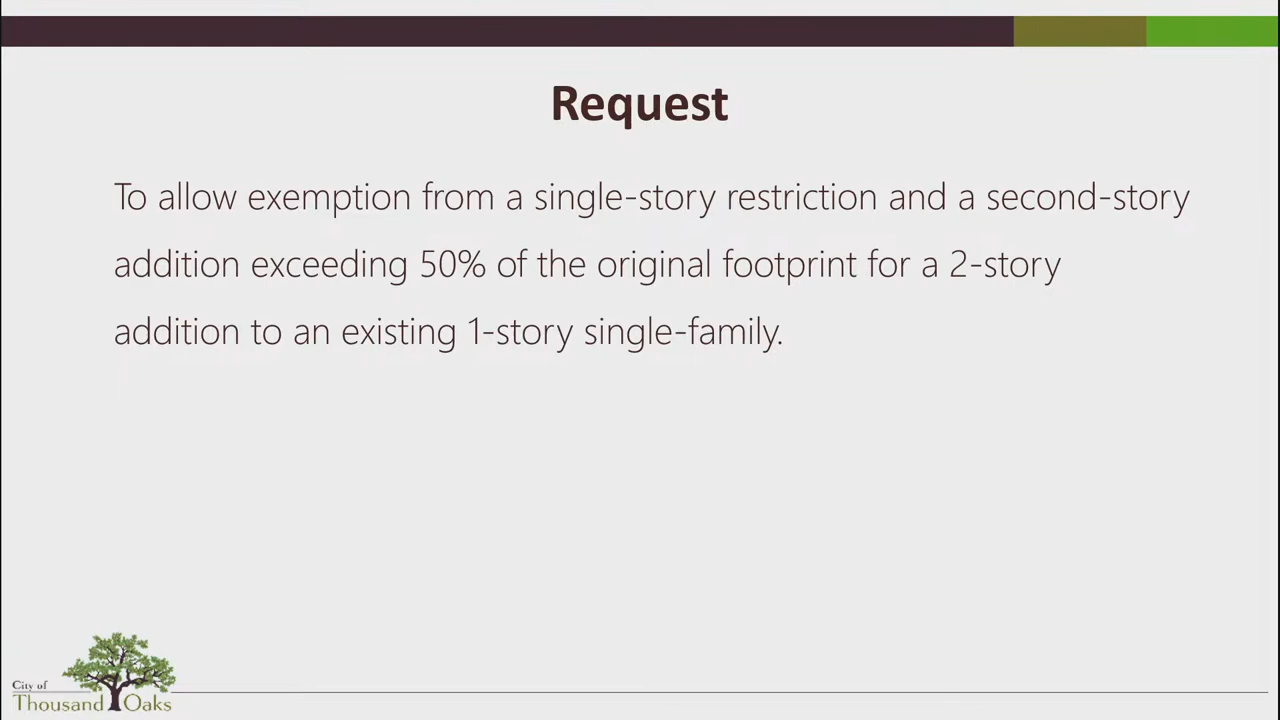 Request
To allow exemption from a single-story restriction and a second-story
addition exceeding 50% of the original footprint for a 2-story
addition to an existing 1-story single-family.
City of
Thousand Oaks